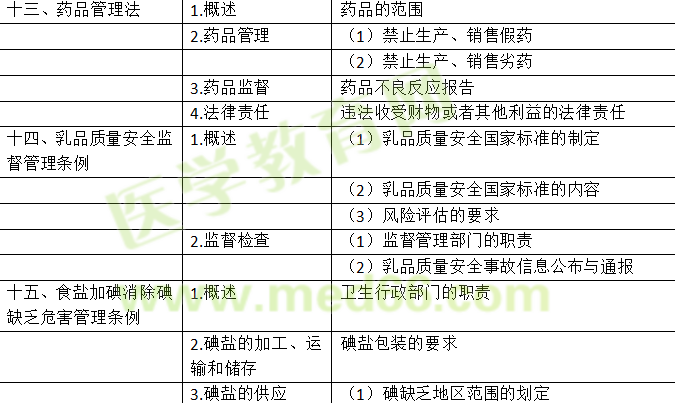 十三、药品管理法 1.概述 药品的范围
2.药品管理 （1）禁止生产、销售假药
（2）禁止生产、销售劣药
3.药品监督 药品不良反应报告
4.法律责任 违法收受财物或者其他利益的法律责任
十四、乳品质量安全监 1.概述 （1）乳品质量安全国家标准的制定
督管理条例
（2）乳品质量安全国家标准的内容
（3）风险评估的要求
2.监督检查 （1）监督管理部门的职责
（2）乳品质量安全事故信息公布与通报
十五、食盐加碘消除碘 1.概述 卫生行政部门的职责
缺乏危害管理条例
2.碘盐的加工、运 碘盐包装的要求
输和储存
3.碘盐的供应 （1）碘缺乏地区范围的划定
医学教育网
www.med66.com